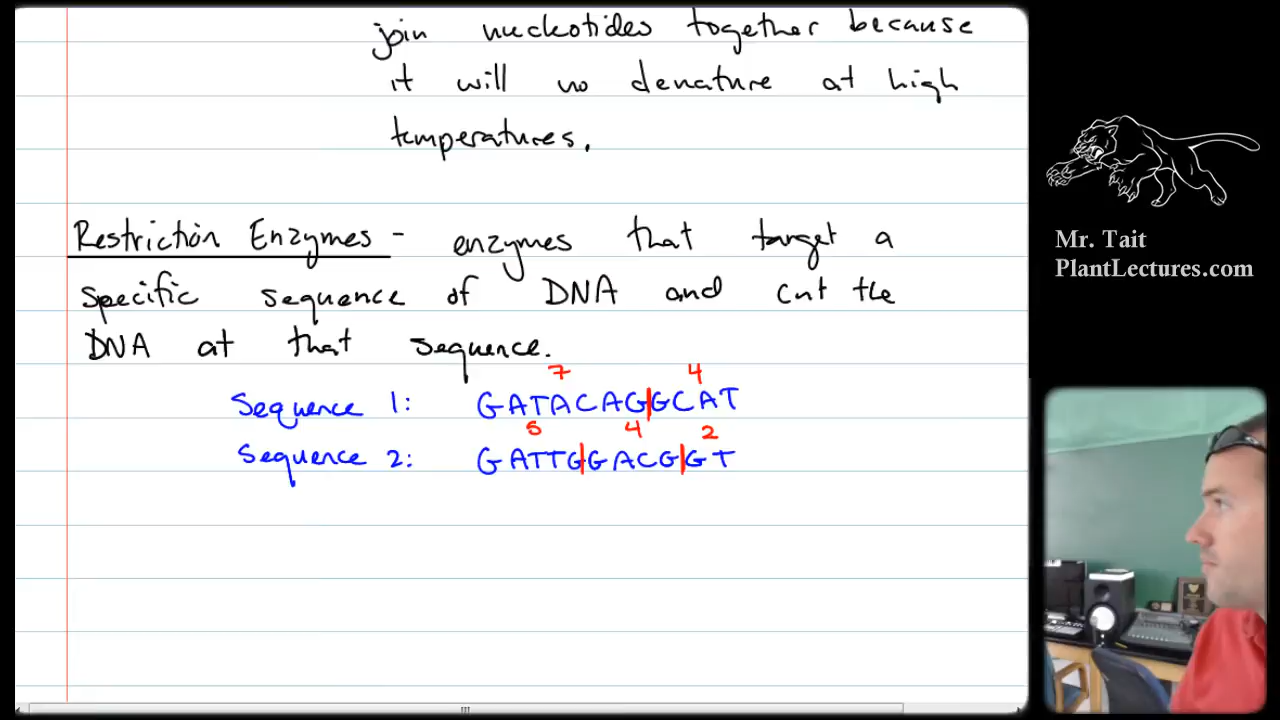 join nucleotides together because
it will no denature at high
temperatures.
Restriction Enzymes - enzymes that target a
specific sequence of DNA and cut the
DNA at that sequence.
7 4
Sequence 1: GATACAG|GCAT
5 4 2
Sequence 2: GATTG|GACG|GT
Mr. Tait
PlantLectures.com